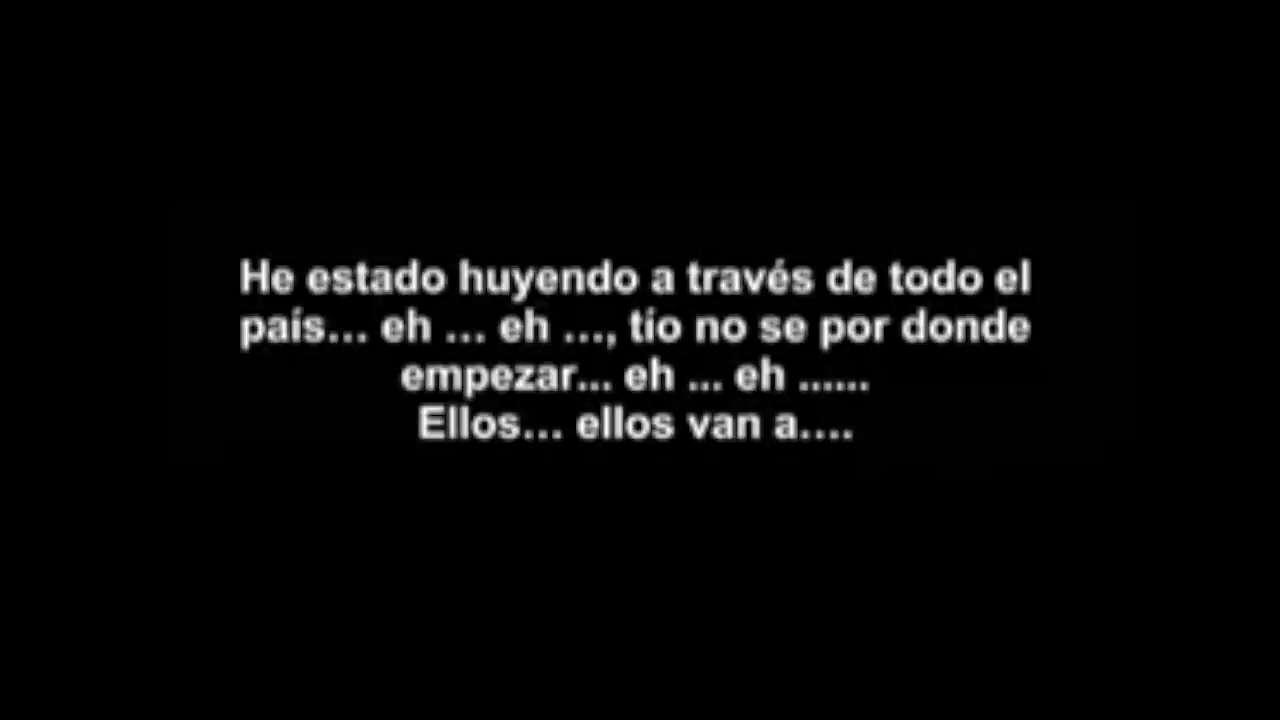 He estado huyendo a través de todo el
país... eh ... eh ..., tío no se por donde
empezar... eh ... eh ......
Ellos... ellos van a....